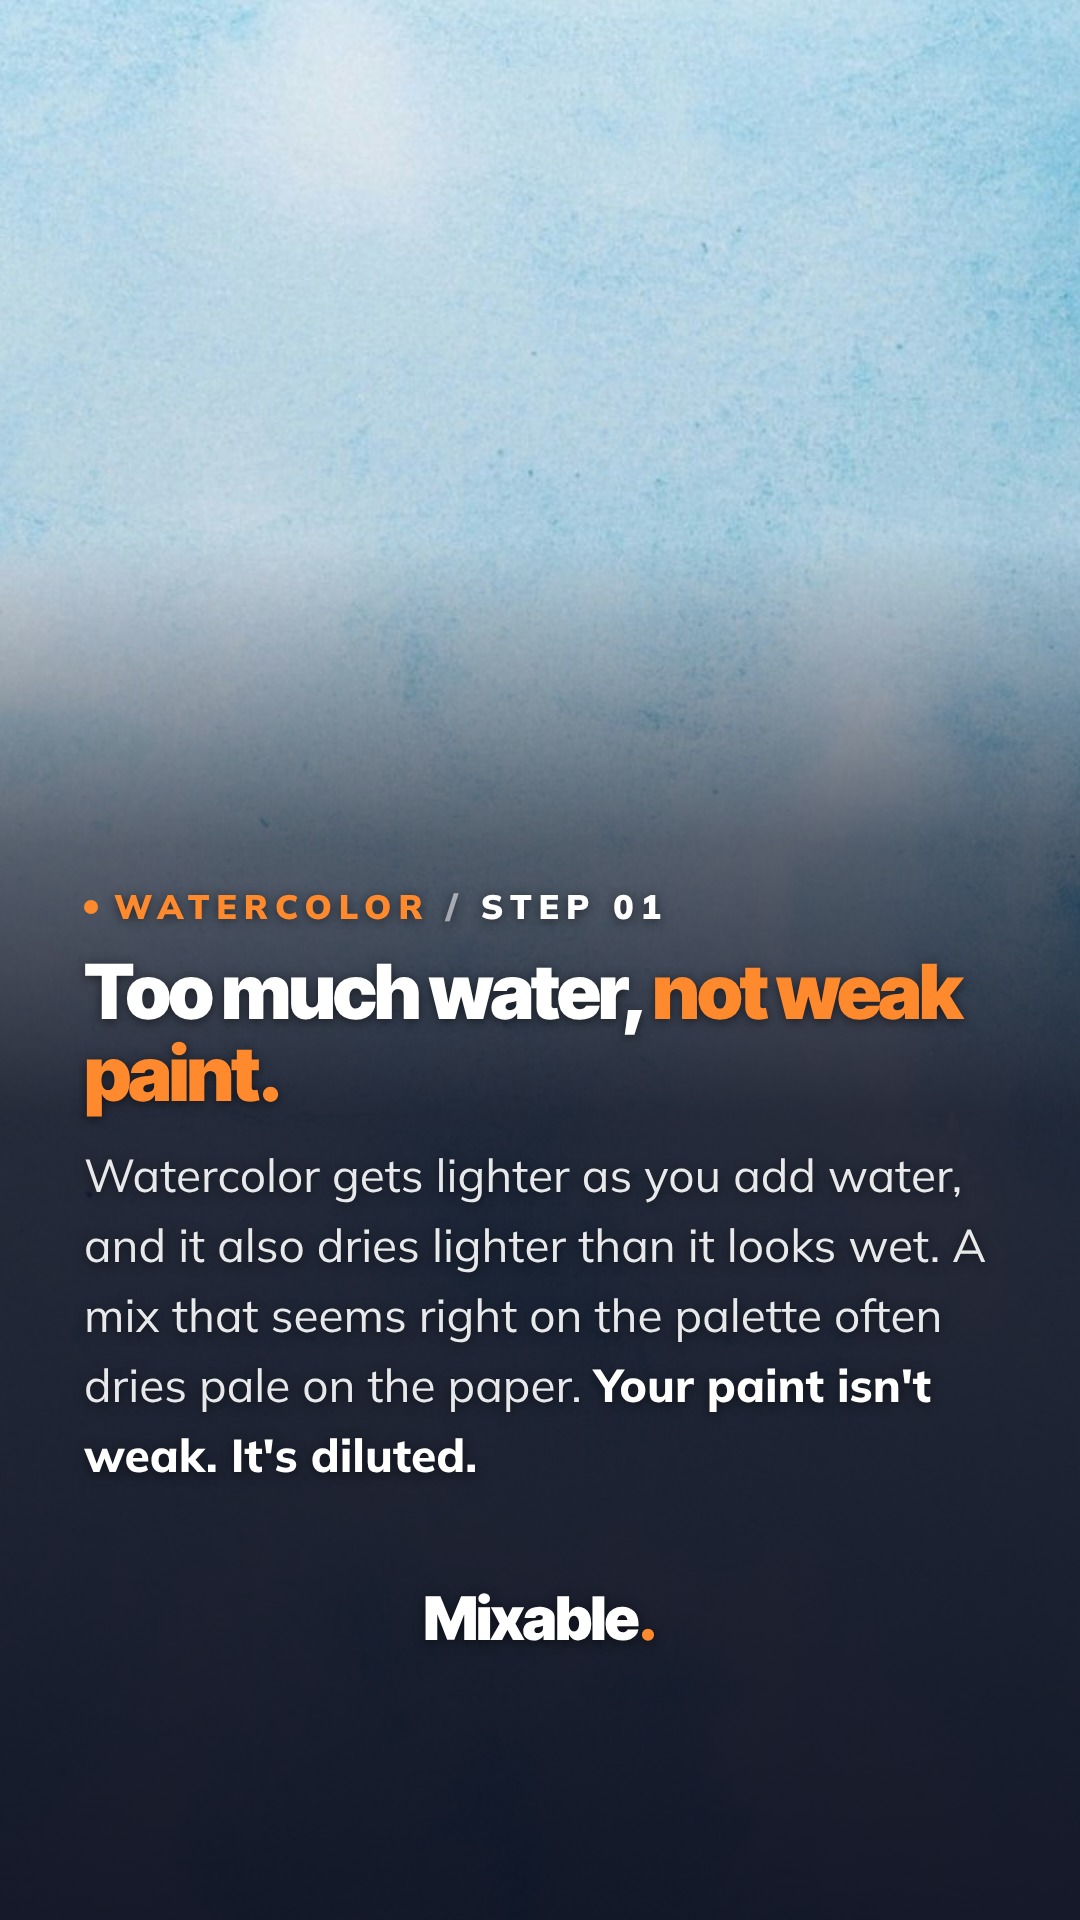 • WATERCOLOR / STEP 01
Too much water, not weak
paint.
Watercolor gets lighter as you add water,
and it also dries lighter than it looks wet. A
mix that seems right on the palette often
dries pale on the paper. Your paint isn't
weak. It's diluted.
Mixable.